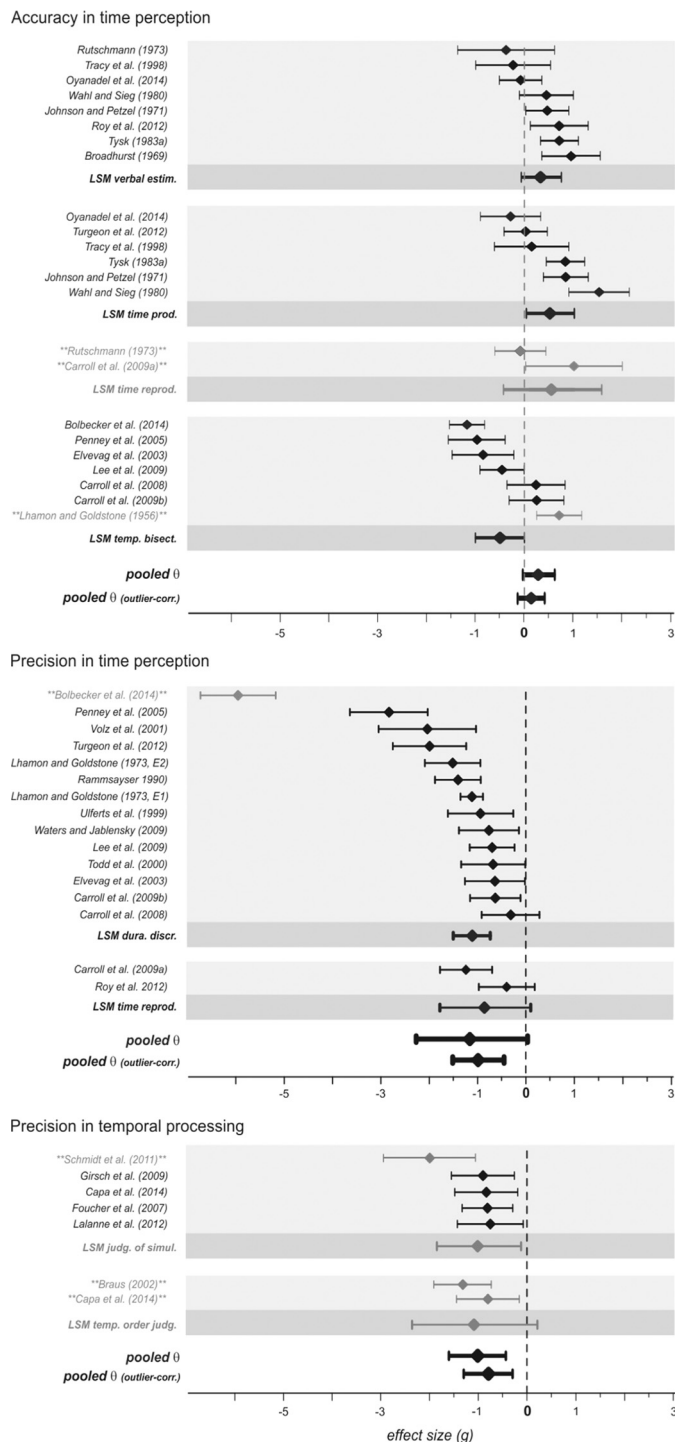 Accuracy in time perception
Rutschmann (1973)
Tracy et al. (1998)
Oyanadel et al. (2014)
Wahl and Sieg (1980)
Johnson and Petzel (1971)
Roy et al. (2012)
Tysk (1983a)
Broadhurst (1969)
LSM verbal estim.
Oyanadel et al. (2014)
Turgeon et al. (2012)
Tracy et al. (1998)
Tysk (1983a)
Johnson and Petzel (1971)
Wahl and Sieg (1980)
LSM time prod.
**Rutschmann (1973)**
**Carroll et al. (2009a)**
LSM time reprod.
Bolbecker et al. (2014)
Penney et al. (2005)
Elvevag et al. (2003)
Lee et al. (2009)
Carroll et al. (2008)
Carroll et al. (2009b)
**Lhamon and Goldstone (1956)**
LSM temp. bisect.
pooled θ
pooled θ (outlier-corr.)
-5 -3 -1 0 1 3
Precision in time perception
**Bolbecker et al. (2014)**
Penney et al. (2005)
Volz et al. (2001)
Turgeon et al. (2012)
Lhamon and Goldstone (1973, E2)
Rammsayser 1990)
Lhamon and Goldstone (1973, E1)
Ulferts et al. (1999)
Waters and Jablensky (2009)
Lee et al. (2009)
Todd et al. (2000)
Elvevag et al. (2003)
Carroll et al. (2009b)
Carroll et al. (2008)
LSM dura. discr.
Carroll et al. (2009a)
Roy et al. 2012)
LSM time reprod.
pooled θ
pooled θ (outlier-corr.)
-5 -3 -1 0 1 3
Precision in temporal processing
**Schmidt et al. (2011)**
Girsch et al. (2009)
Capa et al. (2014)
Foucher et al. (2007)
Lalanne et al. (2012)
LSM judg. of simul.
**Braus (2002)**
**Capa et al. (2014)**
LSM temp. order judg.
pooled θ
pooled θ (outlier-corr.)
-5 -3 -1 0 1 3
effect size (g)